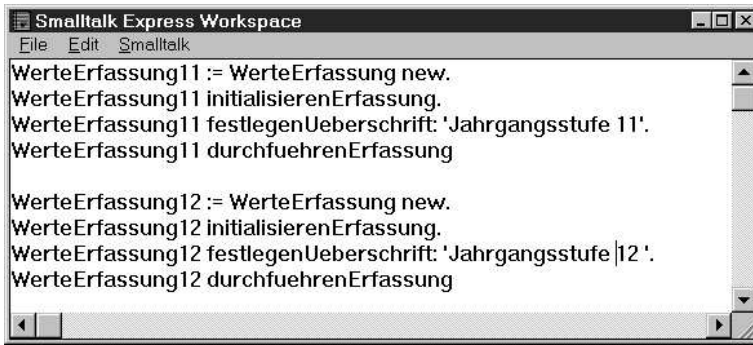 Smalltalk Express Workspace
File Edit Smalltalk
WerteErfassung11 := WerteErfassung new.
WerteErfassung11 initialisierenErfassung.
WerteErfassung11 festlegenUeberschrift: 'Jahrgangsstufe 11'.
WerteErfassung11 durchfuehrenErfassung
WerteErfassung12 := WerteErfassung new.
WerteErfassung12 initialisierenErfassung.
WerteErfassung12 festlegenUeberschrift: 'Jahrgangsstufe 12 '.
WerteErfassung12 durchfuehrenErfassung